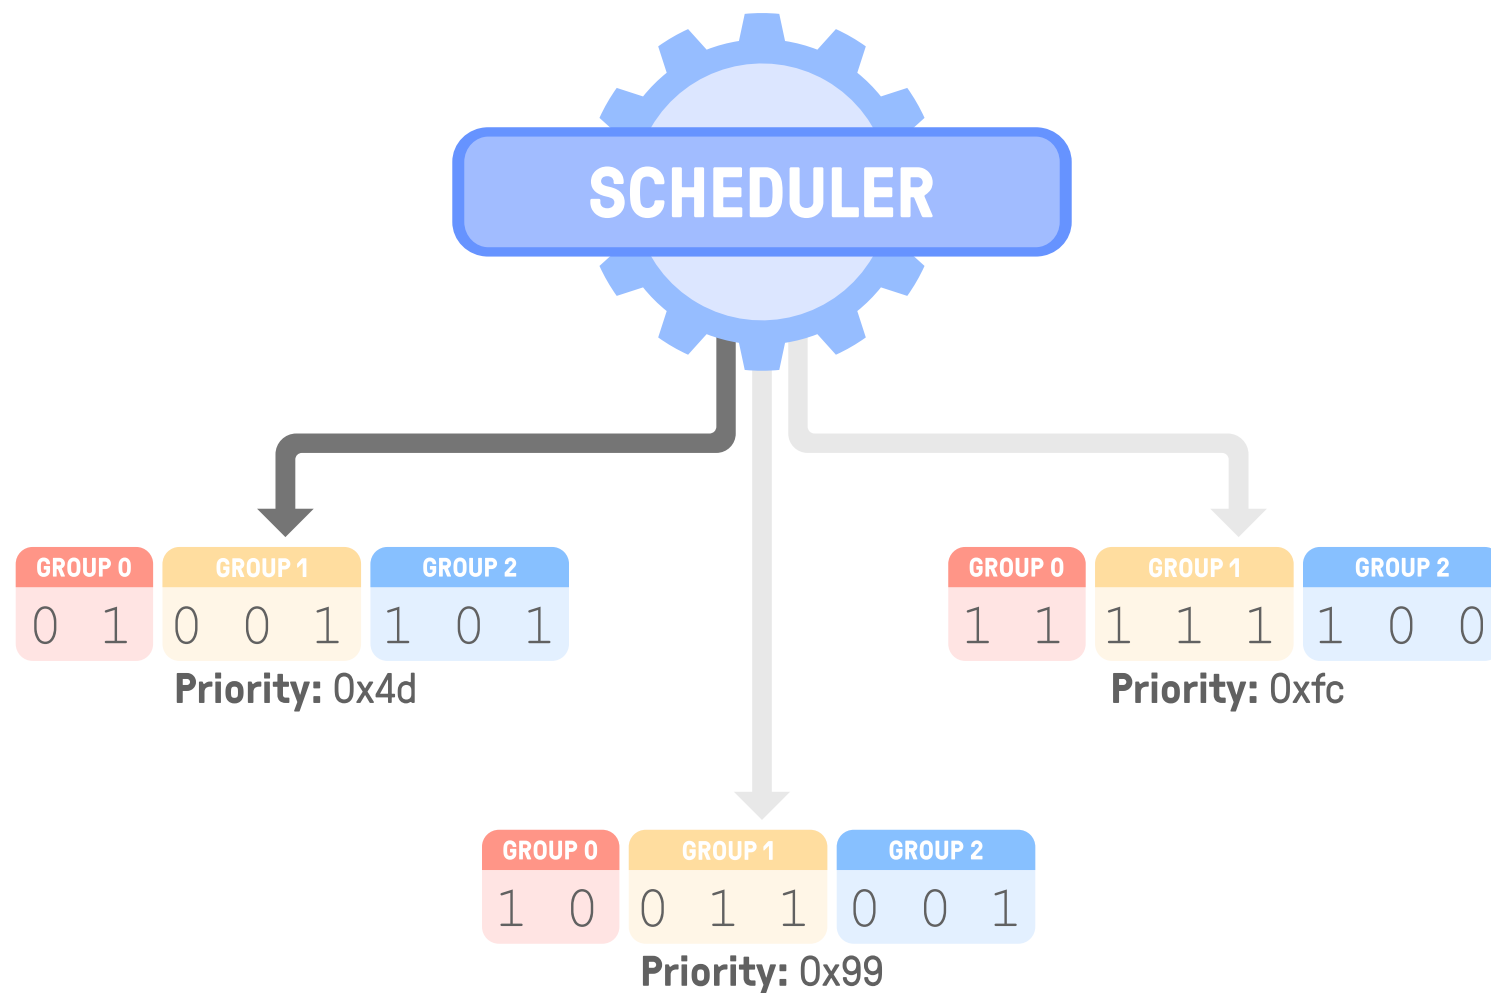 SCHEDULER
GROUP 0 GROUP 1 GROUP 2
0 1 0 0 1 1 0 1
Priority: 0x4d
GROUP 0 GROUP 1 GROUP 2
1 1 1 1 1 1 0 0
Priority: 0xfc
GROUP 0 GROUP 1 GROUP 2
1 0 0 1 1 0 0 1
Priority: 0x99